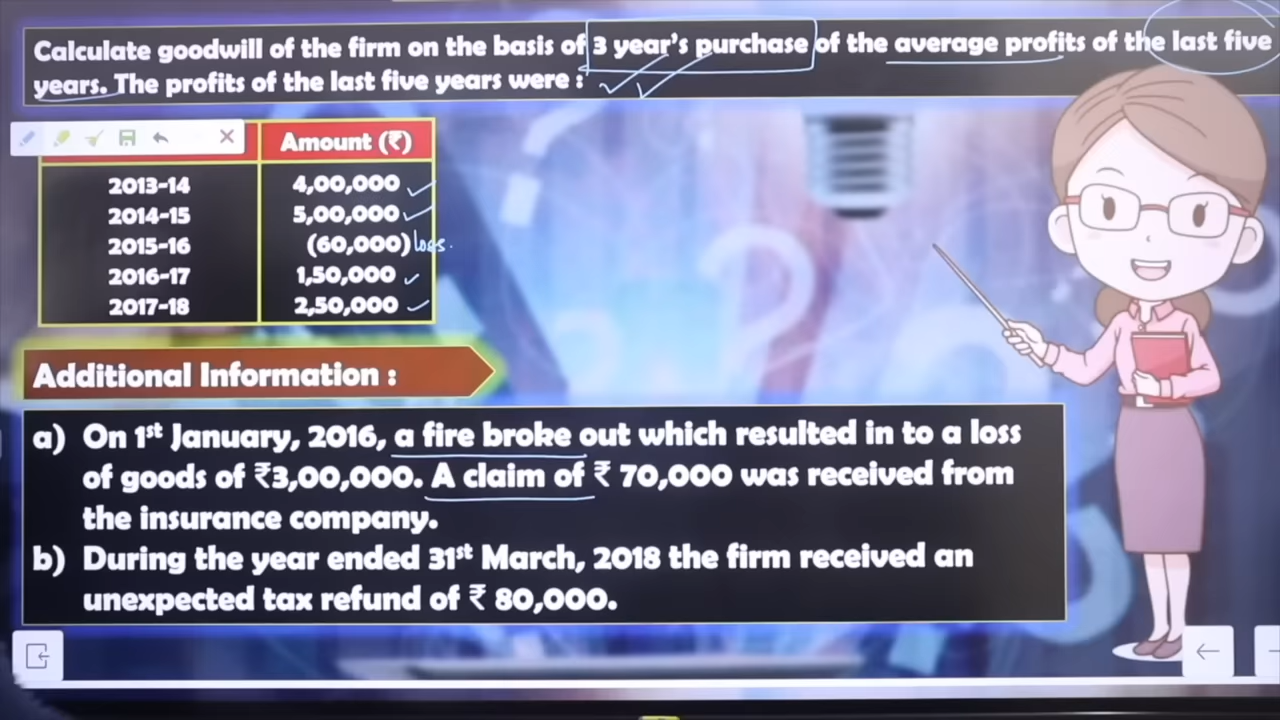 Calculate goodwill of the firm on the basis of 3 year's purchase of the average profits of the last five
years. The profits of the last five years were :
Amount (₹)
2013-14 4,00,000
2014-15 5,00,000
2015-16 (60,000) loss.
2016-17 1,50,000
2017-18 2,50,000
Additional Information :
a) On 1st January, 2016, a fire broke out which resulted in to a loss
of goods of ₹3,00,000. A claim of ₹ 70,000 was received from
the insurance company.
b) During the year ended 31st March, 2018 the firm received an
unexpected tax refund of ₹ 80,000.